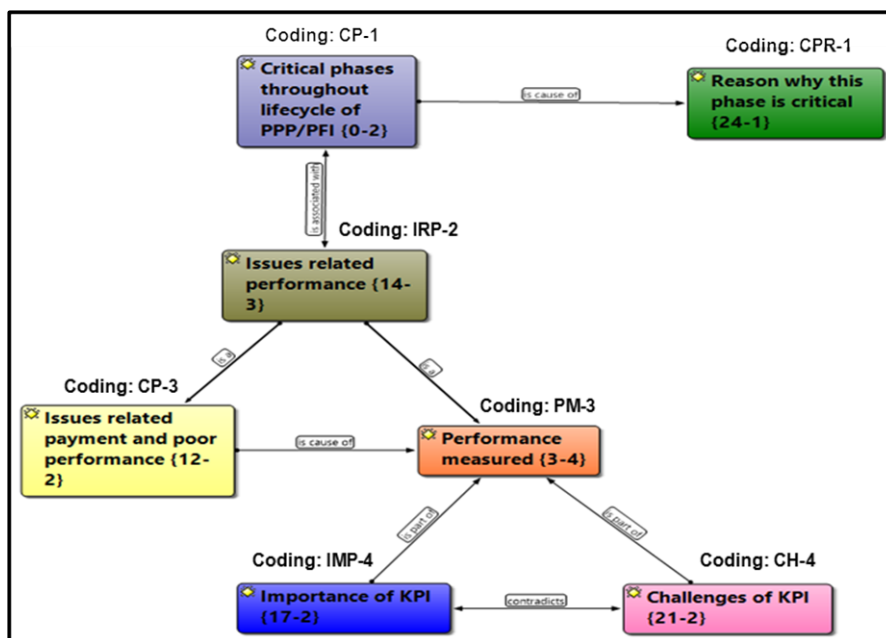 Coding: CP-1
Coding: CPR-1
Critical phases
throughout
lifecycle of
PPP/PFI {0-2}
is cause of
Reason why this
phase is critical
{24-1}
is associated with
Coding: IRP-2
Issues related
performance {14-
3}
is a
is a
Coding: CP-3
Coding: PM-3
Issues related
payment and poor
performance {12-
2}
is cause of
Performance
measured {3-4}
is part of
is part of
Coding: IMP-4
Coding: CH-4
Importance of KPI
{17-2}
contradicts
Challenges of KPI
{21-2}